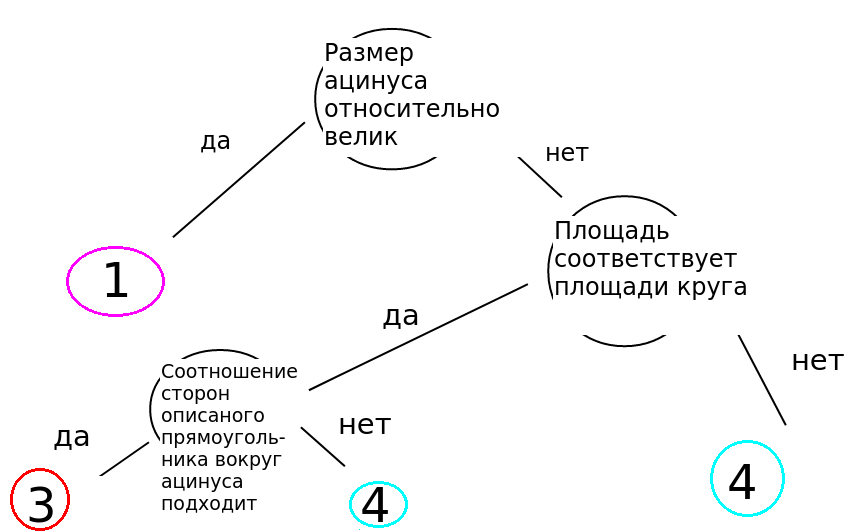 Размер
ацинуса
относительно
велик
да
нет
1
Площадь
соответствует
площади круга
да
нет
Соотношение
сторон
описаного
прямоуголь-
ника вокруг
ацинуса
подходит
да
нет
3
4
4